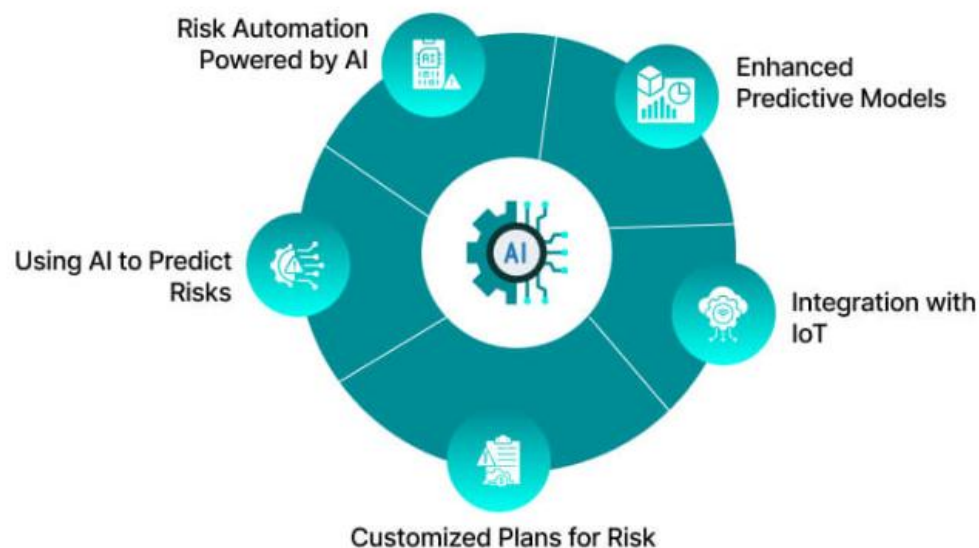 Risk Automation
Powered by AI
AI
Enhanced
Predictive Models
Using AI to Predict
Risks
AI
Integration with
IoT
Customized Plans for Risk